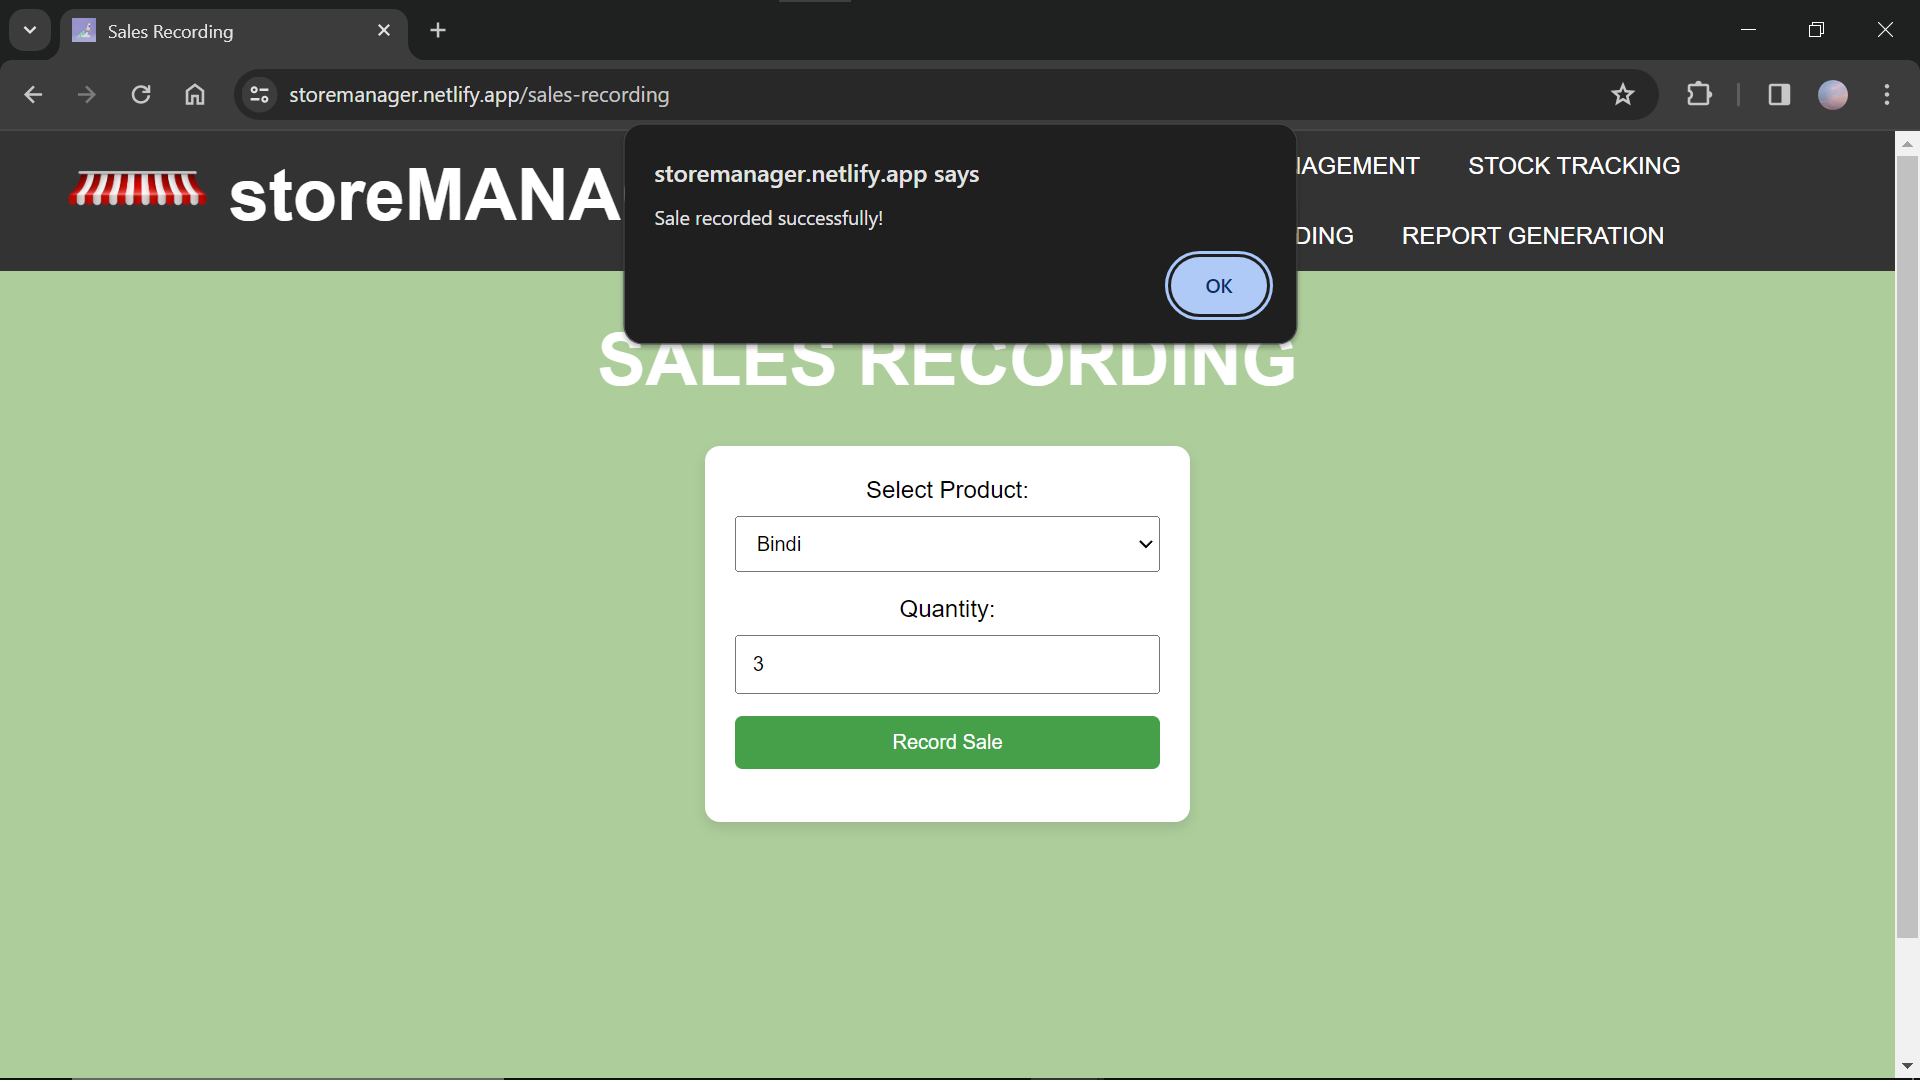 Sales Recording
storemanager.netlify.app/sales-recording
storemanager.netlify.app says
Sale recorded successfully!
OK
storeMANA
NAGEMENT
STOCK TRACKING
DING
REPORT GENERATION
SALES RECORDING
Select Product:
Bindi
Quantity:
3
Record Sale